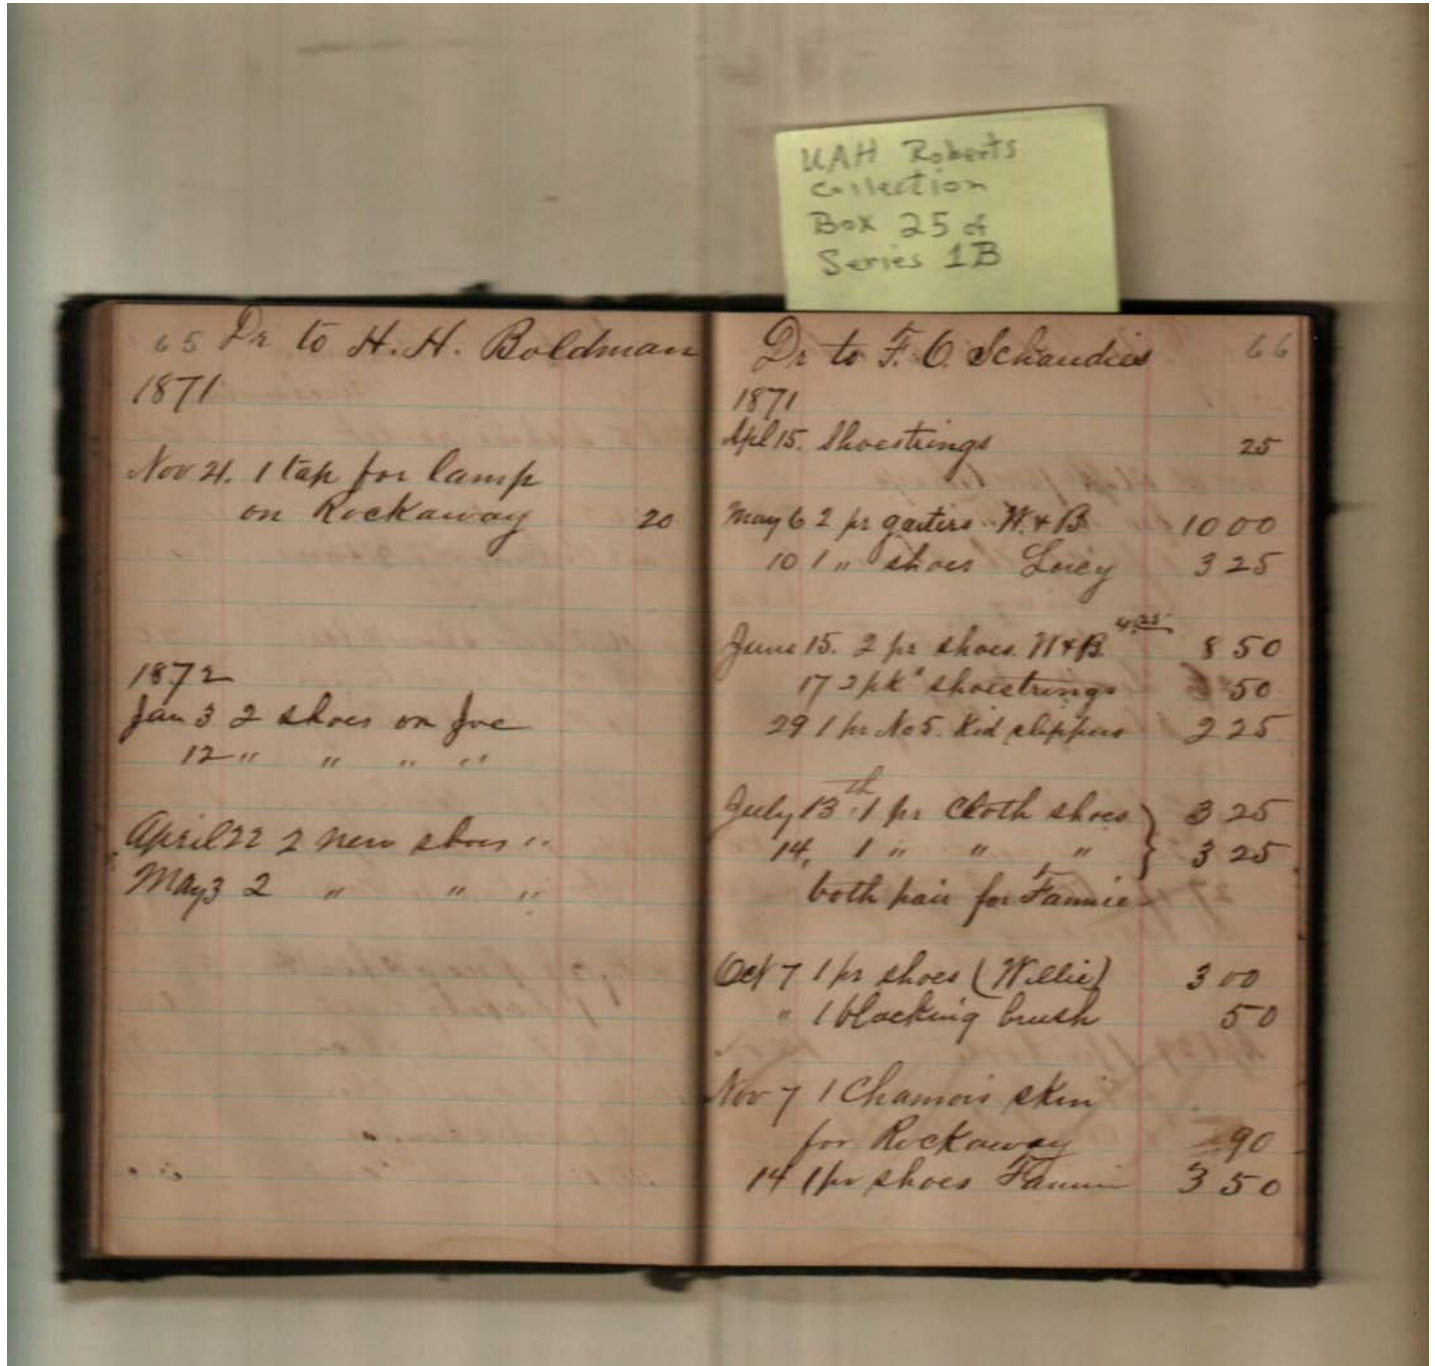 UAH Roberts
Collection
Box 25 of
Series 1B
65 Dr to H. H. Boldman
1871
Nov 21. 1 tap for lamp
on Rockaway 20
1872
Jan 3 2 shoes on Joe
12 " " " "
April 22 2 new shoes "
May 3 2 " " "
Dr to F. O. Schandies 66
1871
Apl 15. Shoestrings 25
May 6 2 pr gaiters W. & B. 10 00
10 1 " shoes Lucy 3 25
June 15. 2 pr shoes. W & B. 4.25 8 50
17 2 pks shoestrings 50
29 1 pr No 5. Kid slippers 2 25
July 13th 1 pr Cloth shoes } 3 25
14, 1 " " " } 3 25
both pair for Fannie
Oct 7 1 pr shoes (Willie) 3 00
" 1 blacking brush 50
Nov 7 1 Chamois skin
for Rockaway 90
14 1 pr shoes Fannie 3 50